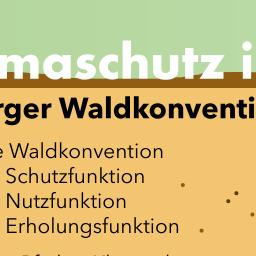 maschutz i
rger Waldkonventi
e Waldkonvention
Schutzfunktion
Nutzfunktion
Erholungsfunktion